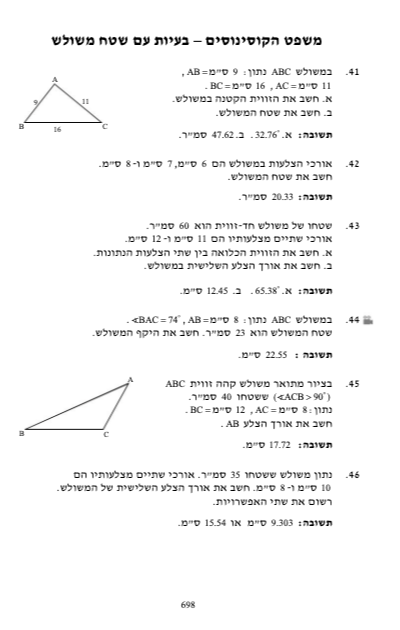 משפט הקוסינוסים – בעיות עם שטח משולש
41. במשולש ABC נתון: 9 ס״מ=AB ,
11 ס״מ=AC , 16 ס״מ=BC .
א. חשב את הזווית הקטנה במשולש.
ב. חשב את שטח המשולש.
תשובה: א. 32.76° . ב. 47.62 סמ״ר.
A
9
11
B
16
C
42. אורכי הצלעות במשולש הם 6 ס״מ, 7 ס״מ ו- 8 ס״מ.
חשב את שטח המשולש.
תשובה: 20.33 סמ״ר.
43. שטחו של משולש חד-זווית הוא 60 סמ״ר.
אורכי שתיים מצלעותיו הם 11 ס״מ ו- 12 ס״מ.
א. חשב את הזווית הכלואה בין שתי הצלעות הנתונות.
ב. חשב את אורך הצלע השלישית במשולש.
תשובה: א. 65.38° . ב. 12.45 ס״מ.
44. במשולש ABC נתון: 8 ס״מ=AB , ∢BAC = 74° .
שטח המשולש הוא 23 סמ״ר. חשב את היקף המשולש.
תשובה : 22.55 ס״מ.
45. בציור מתואר משולש קהה זווית ABC
(∢ACB > 90°) ששטחו 40 סמ״ר.
נתון: 8 ס״מ=AC , 12 ס״מ=BC .
חשב את אורך הצלע AB .
תשובה: 17.72 ס״מ.
A
B
C
46. נתון משולש ששטחו 35 סמ״ר. אורכי שתיים מצלעותיו הם
10 ס״מ ו- 8 ס״מ. חשב את אורך הצלע השלישית של המשולש.
רשום את שתי האפשרויות.
תשובה: 9.303 ס״מ או 15.54 ס״מ.
698